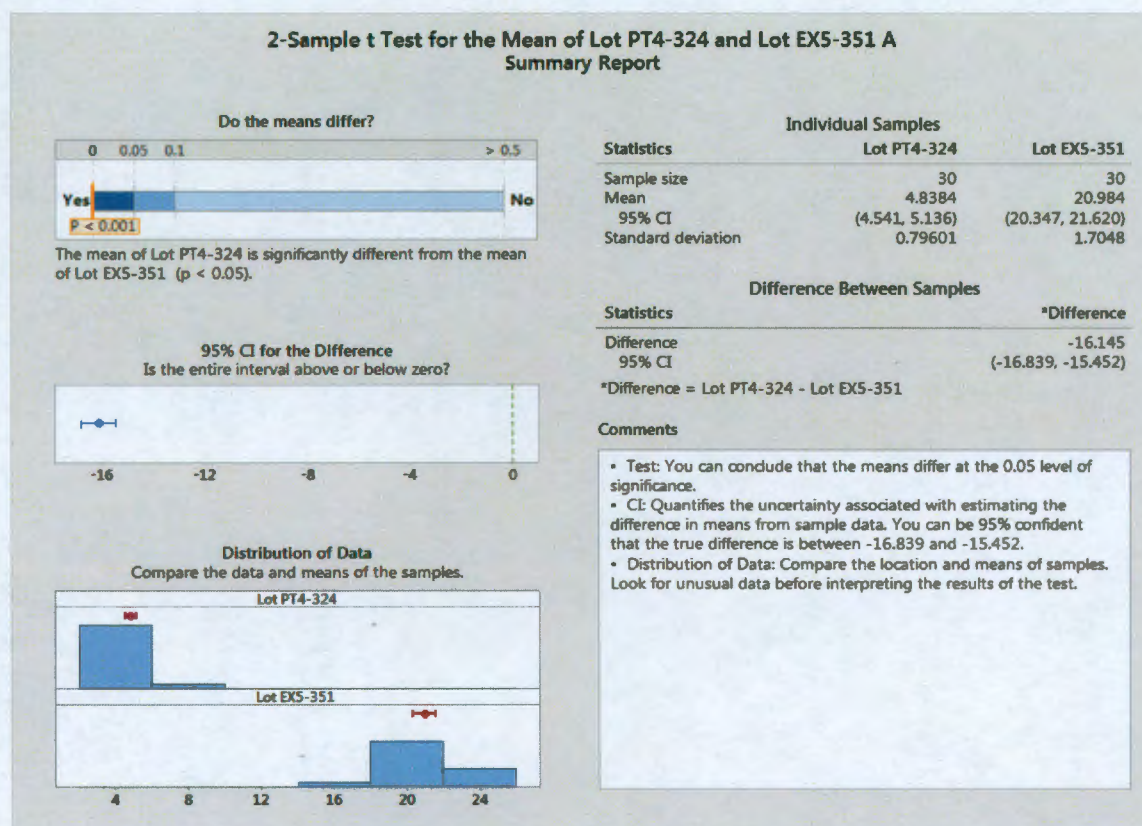 2-Sample t Test for the Mean of Lot PT4-324 and Lot EX5-351 A
Summary Report
Do the means differ?
0 0.05 0.1 > 0.5
Yes No
P < 0.001
The mean of Lot PT4-324 is significantly different from the mean
of Lot EX5-351 (p < 0.05).
95% CI for the Difference
Is the entire interval above or below zero?
-16 -12 -8 -4 0
Distribution of Data
Compare the data and means of the samples.
Lot PT4-324
Lot EX5-351
4 8 12 16 20 24
Individual Samples
Statistics Lot PT4-324 Lot EX5-351
Sample size 30 30
Mean 4.8384 20.984
95% CI (4.541, 5.136) (20.347, 21.620)
Standard deviation 0.79601 1.7048
Difference Between Samples
Statistics *Difference
Difference -16.145
95% CI (-16.839, -15.452)
*Difference = Lot PT4-324 - Lot EX5-351
Comments
• Test: You can conclude that the means differ at the 0.05 level of
significance.
• CI: Quantifies the uncertainty associated with estimating the
difference in means from sample data. You can be 95% confident
that the true difference is between -16.839 and -15.452.
• Distribution of Data: Compare the location and means of samples.
Look for unusual data before interpreting the results of the test.